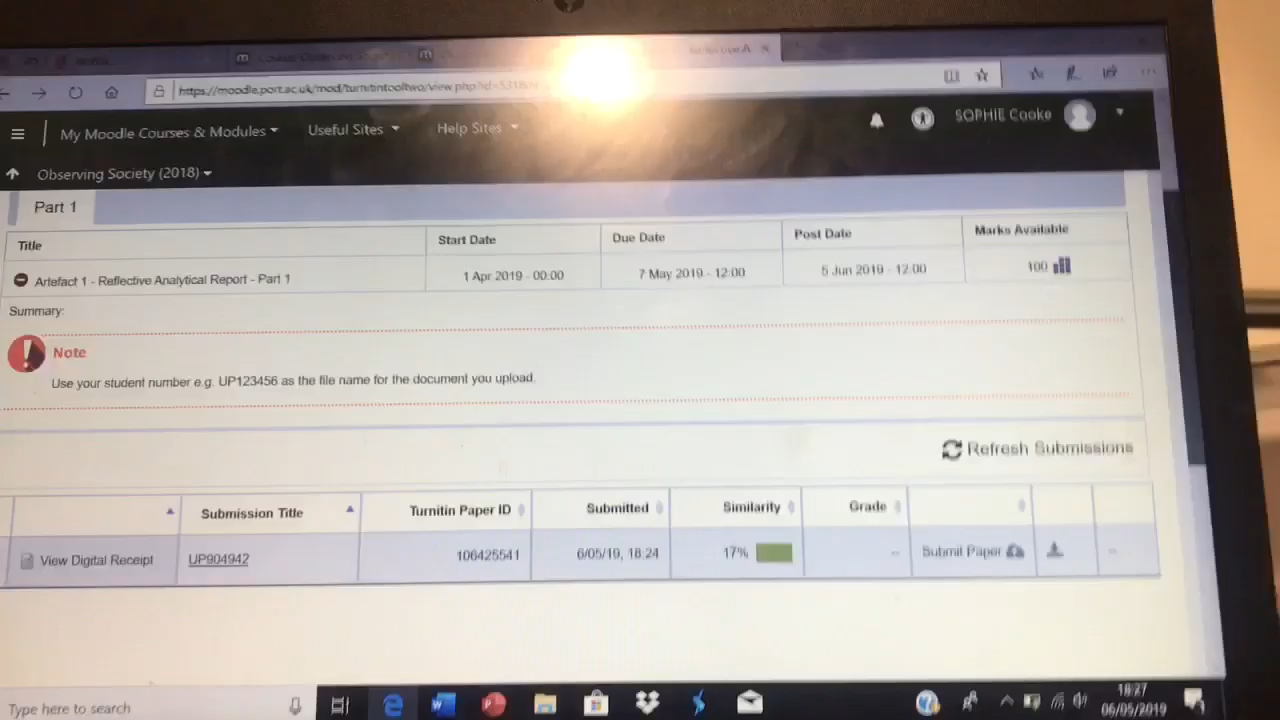 https://moodle.port.ac.uk/mod/turnitintooltwo/view.php?id=5318
My Moodle Courses & Modules Useful Sites Help Sites SOPHIE Cooke
Observing Society (2018)
Part 1
Title Start Date Due Date Post Date Marks Available
Artefact 1 - Reflective Analytical Report - Part 1 1 Apr 2019 - 00:00 7 May 2019 - 12:00 5 Jun 2019 - 12:00 100
Summary:
Note
Use your student number e.g. UP123456 as the file name for the document you upload.
Refresh Submissions
Submission Title Turnitin Paper ID Submitted Similarity Grade
View Digital Receipt UP904942 106425541 6/05/19, 18:24 17% -- Submit Paper --
Type here to search 18:27
06/05/2019